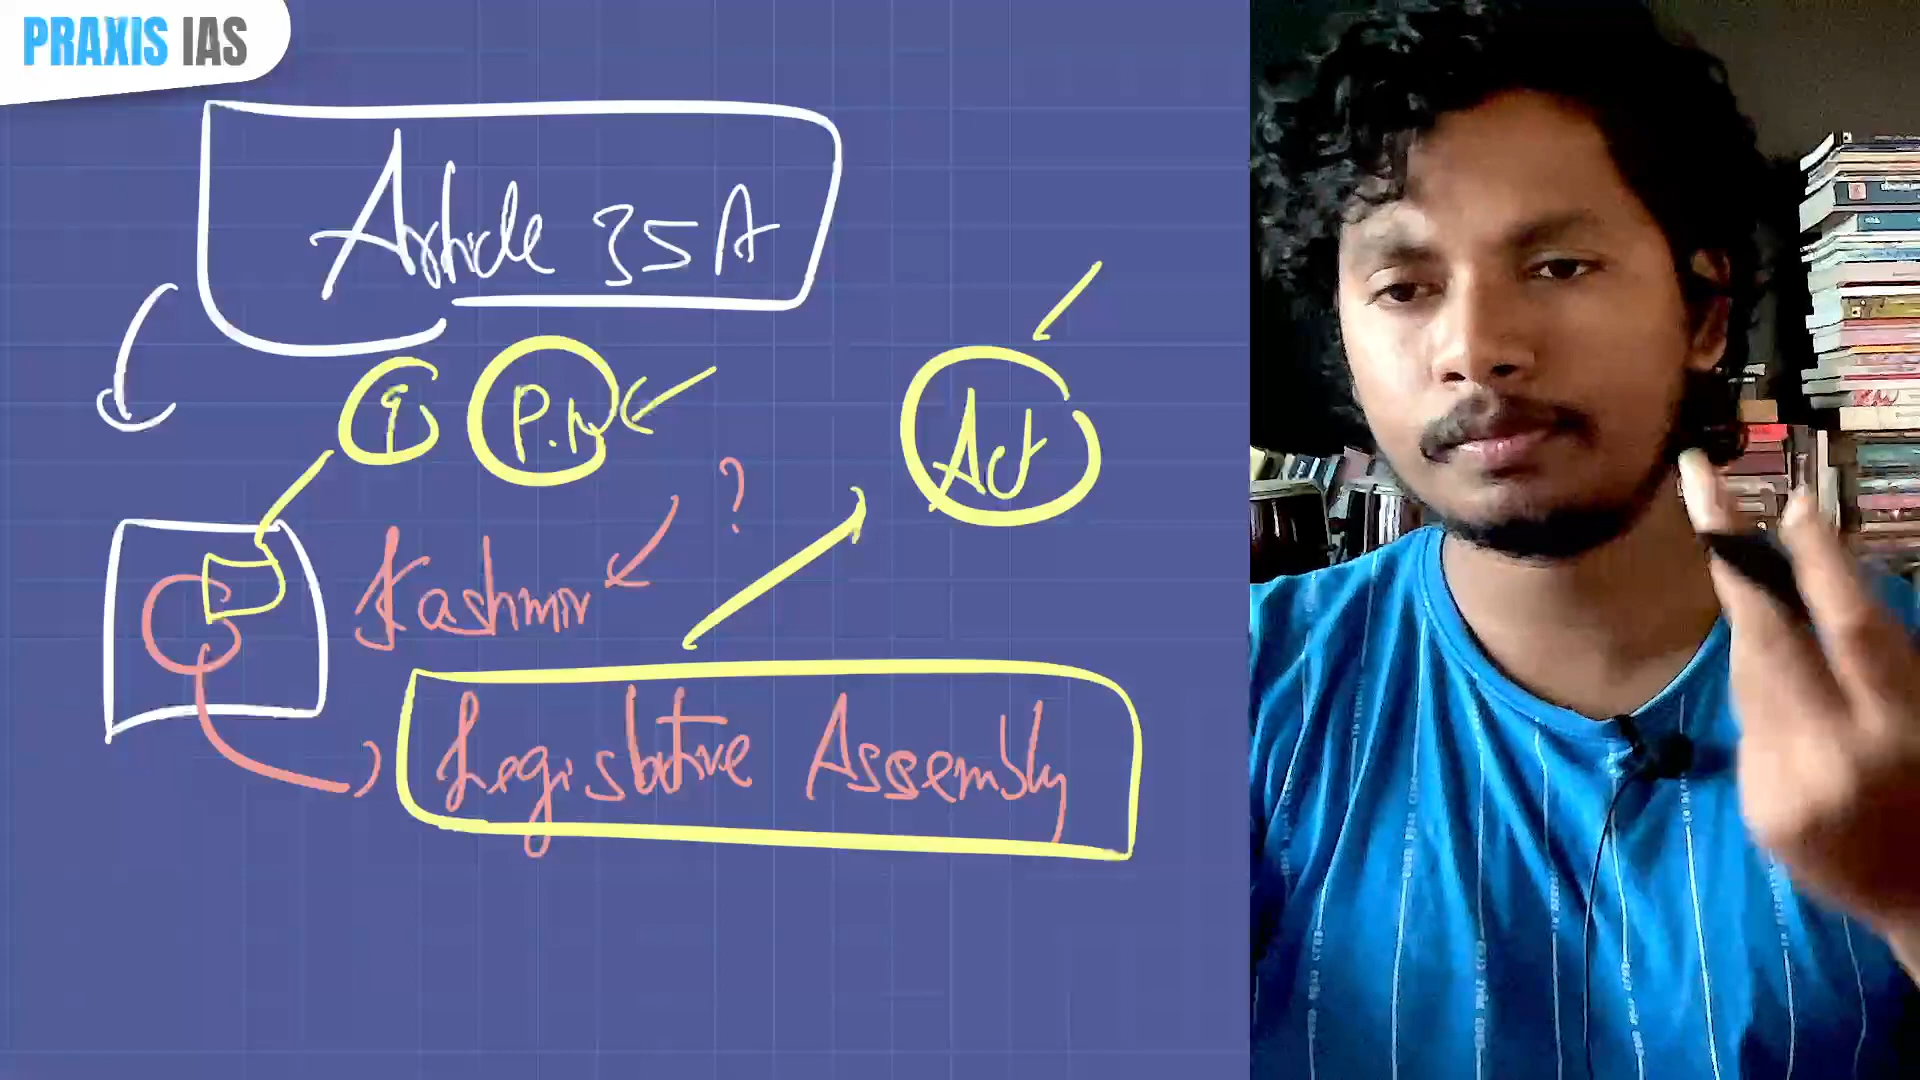 PRAXIS IAS
Article 35A
P.R
Act
?
Kashmir
Legislative Assembly